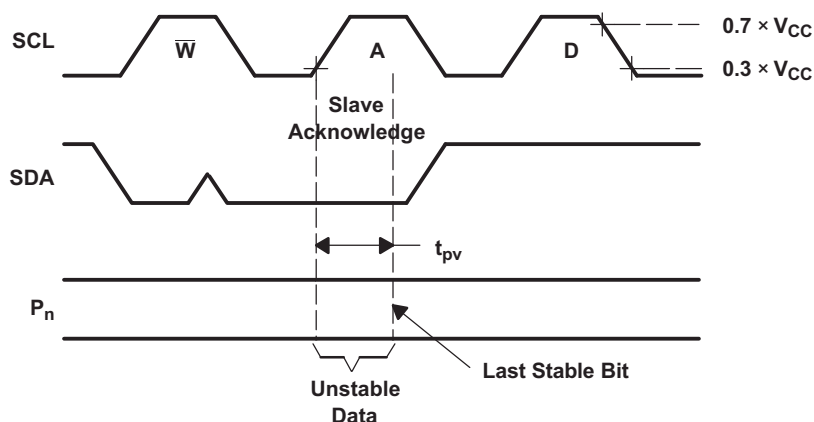 SCL
W̅
A
D
0.7 × VCC
0.3 × VCC
Slave
Acknowledge
SDA
tpv
Pn
Last Stable Bit
Unstable
Data